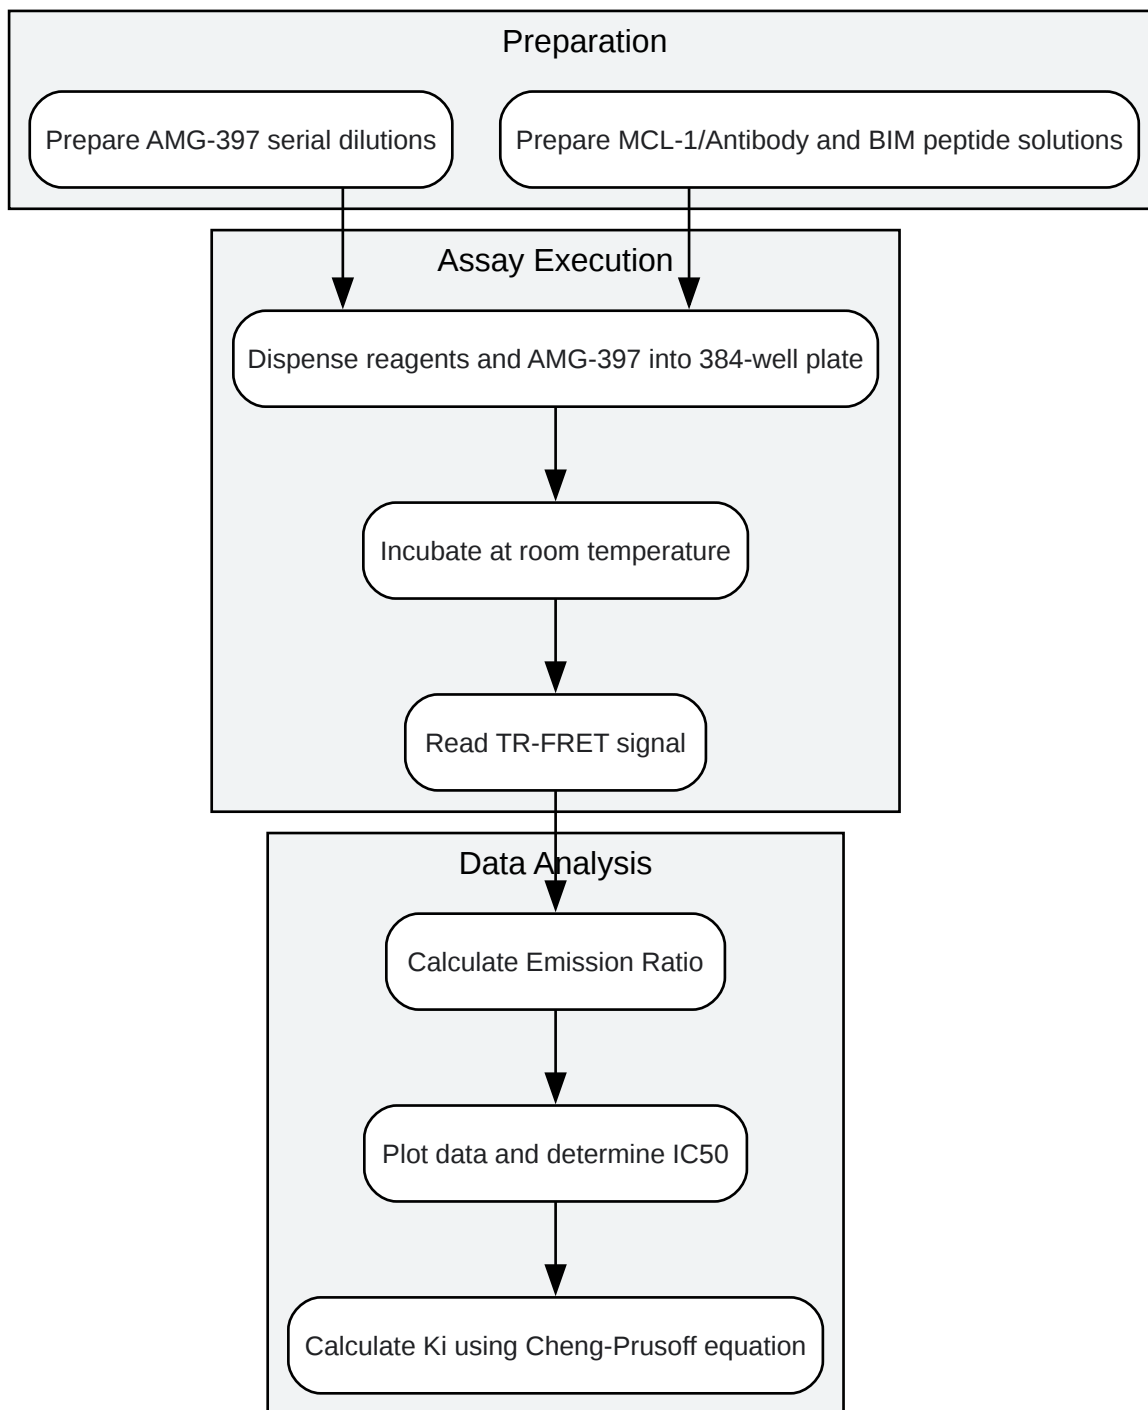 Preparation
Prepare AMG-397 serial dilutions
Prepare MCL-1/Antibody and BIM peptide solutions
Assay Execution
Dispense reagents and AMG-397 into 384-well plate
Incubate at room temperature
Read TR-FRET signal
Data Analysis
Calculate Emission Ratio
Plot data and determine IC50
Calculate Ki using Cheng-Prusoff equation